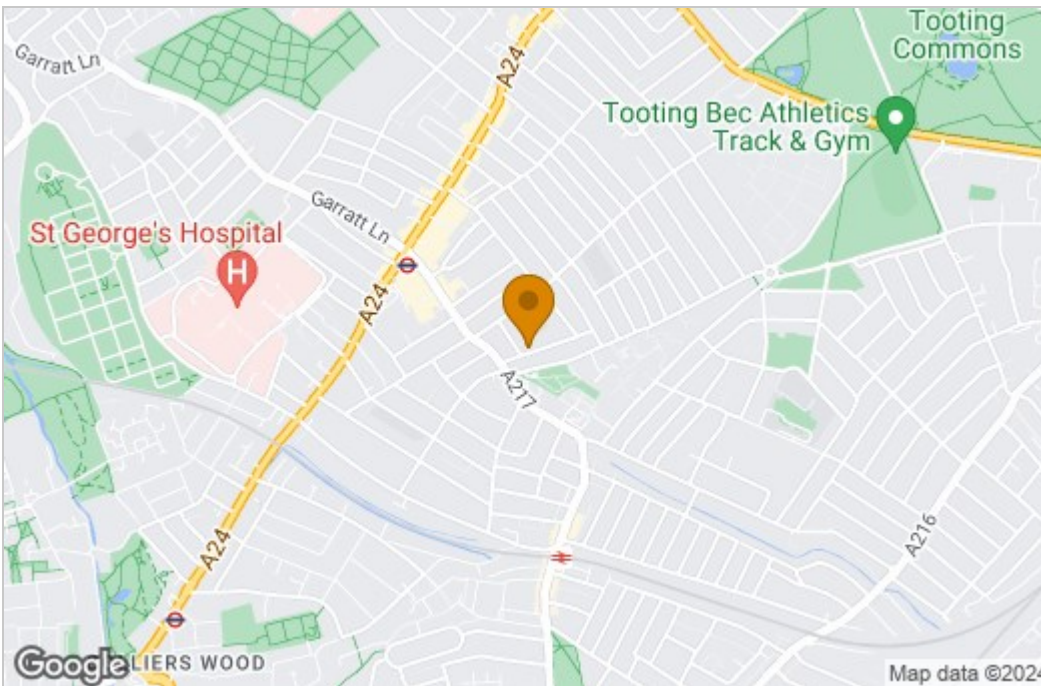 Tooting
Commons
Garratt Ln
A24
Tooting Bec Athletics
Track & Gym
Garratt Ln
St George's Hospital
H
A24
A217
A216
A24
Google
LLIERS WOOD
Map data ©2024